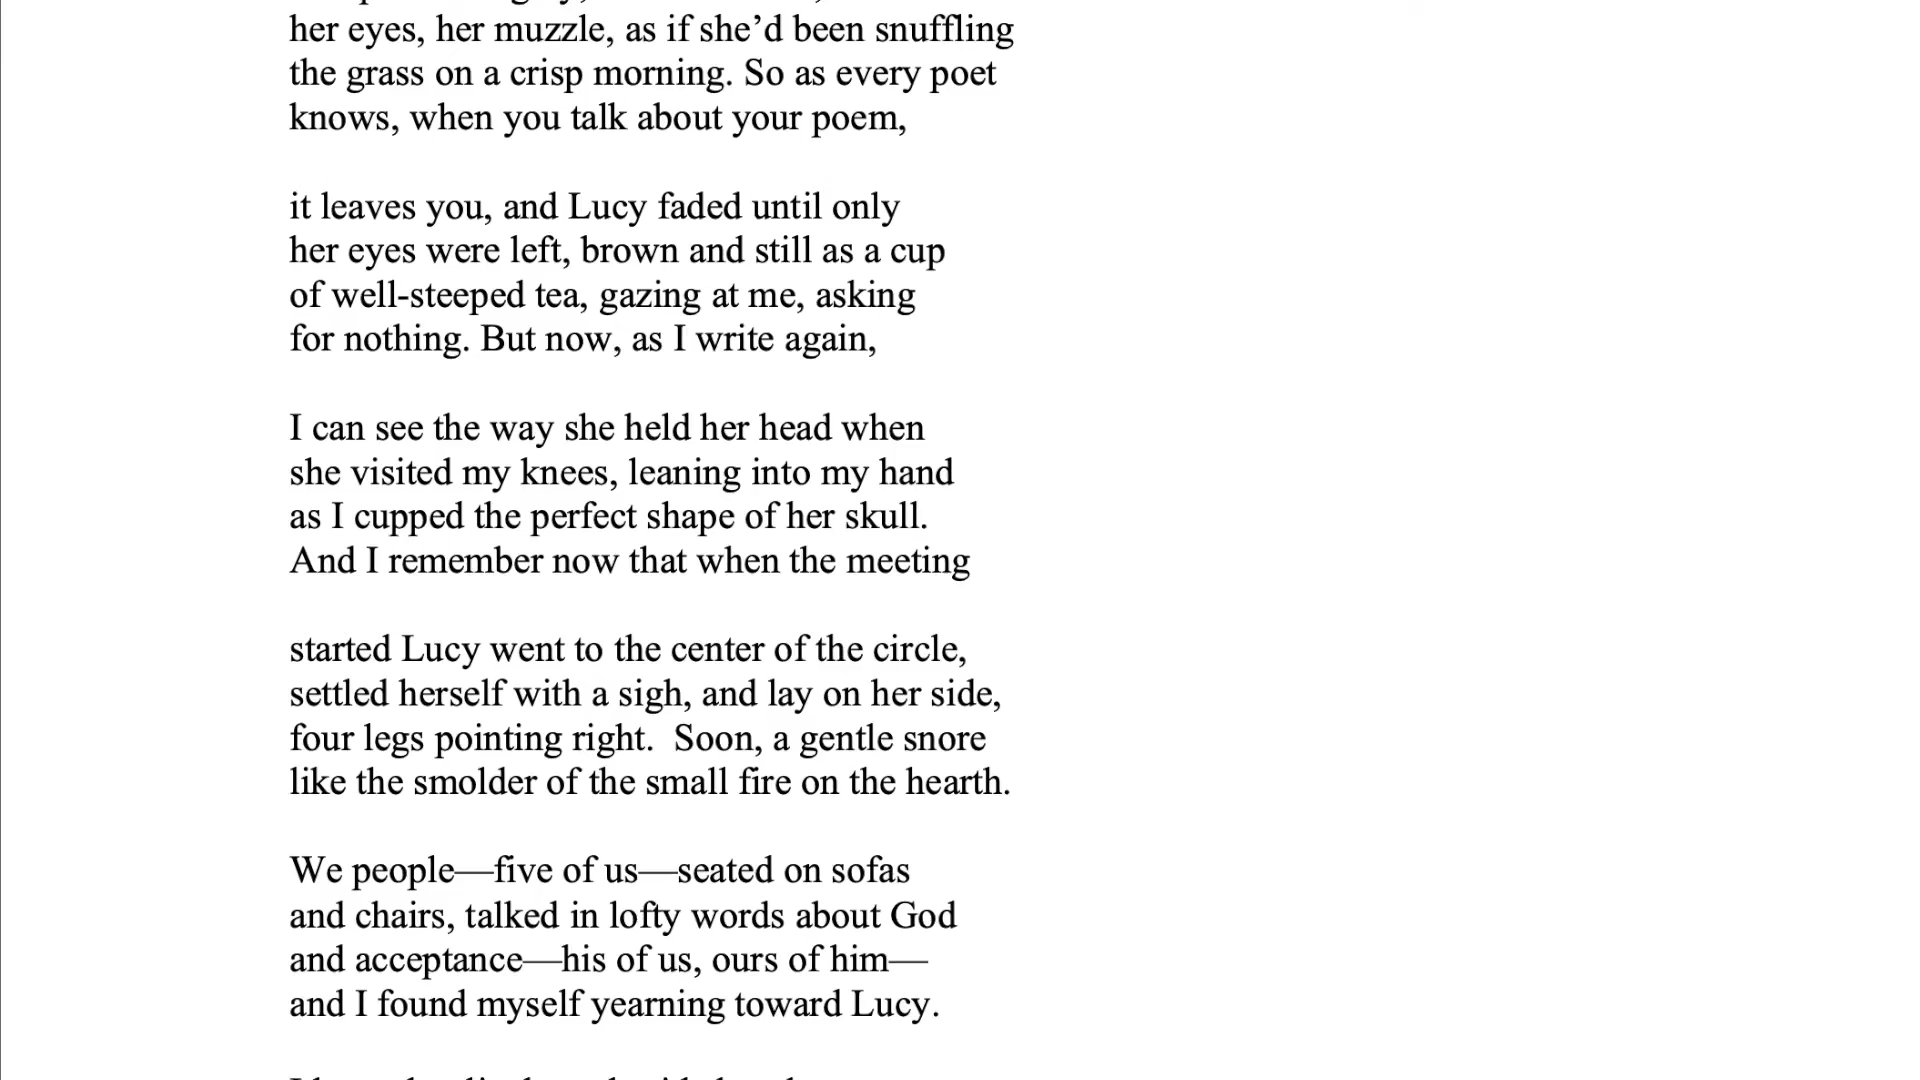 her eyes, her muzzle, as if she’d been snuffling
the grass on a crisp morning. So as every poet
knows, when you talk about your poem,
it leaves you, and Lucy faded until only
her eyes were left, brown and still as a cup
of well-steeped tea, gazing at me, asking
for nothing. But now, as I write again,
I can see the way she held her head when
she visited my knees, leaning into my hand
as I cupped the perfect shape of her skull.
And I remember now that when the meeting
started Lucy went to the center of the circle,
settled herself with a sigh, and lay on her side,
four legs pointing right.  Soon, a gentle snore
like the smolder of the small fire on the hearth.
We people—five of us—seated on sofas
and chairs, talked in lofty words about God
and acceptance—his of us, ours of him—
and I found myself yearning toward Lucy.